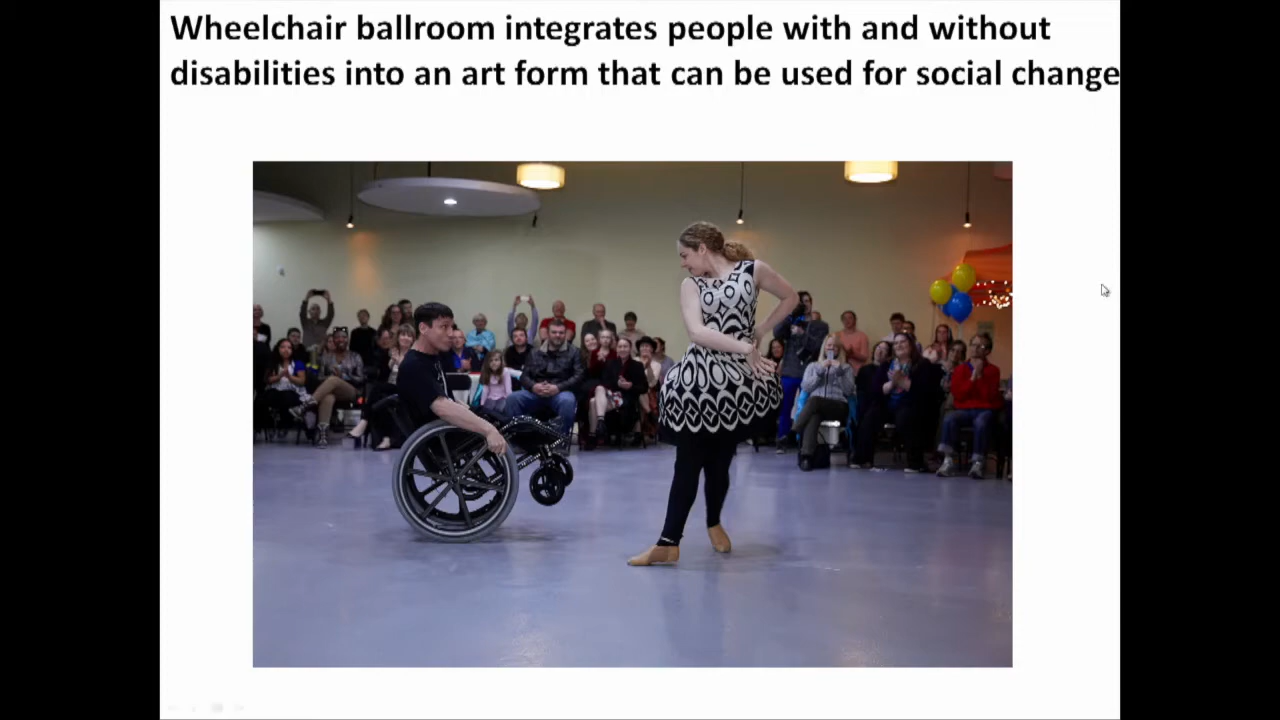 Wheelchair ballroom integrates people with and without
disabilities into an art form that can be used for social change